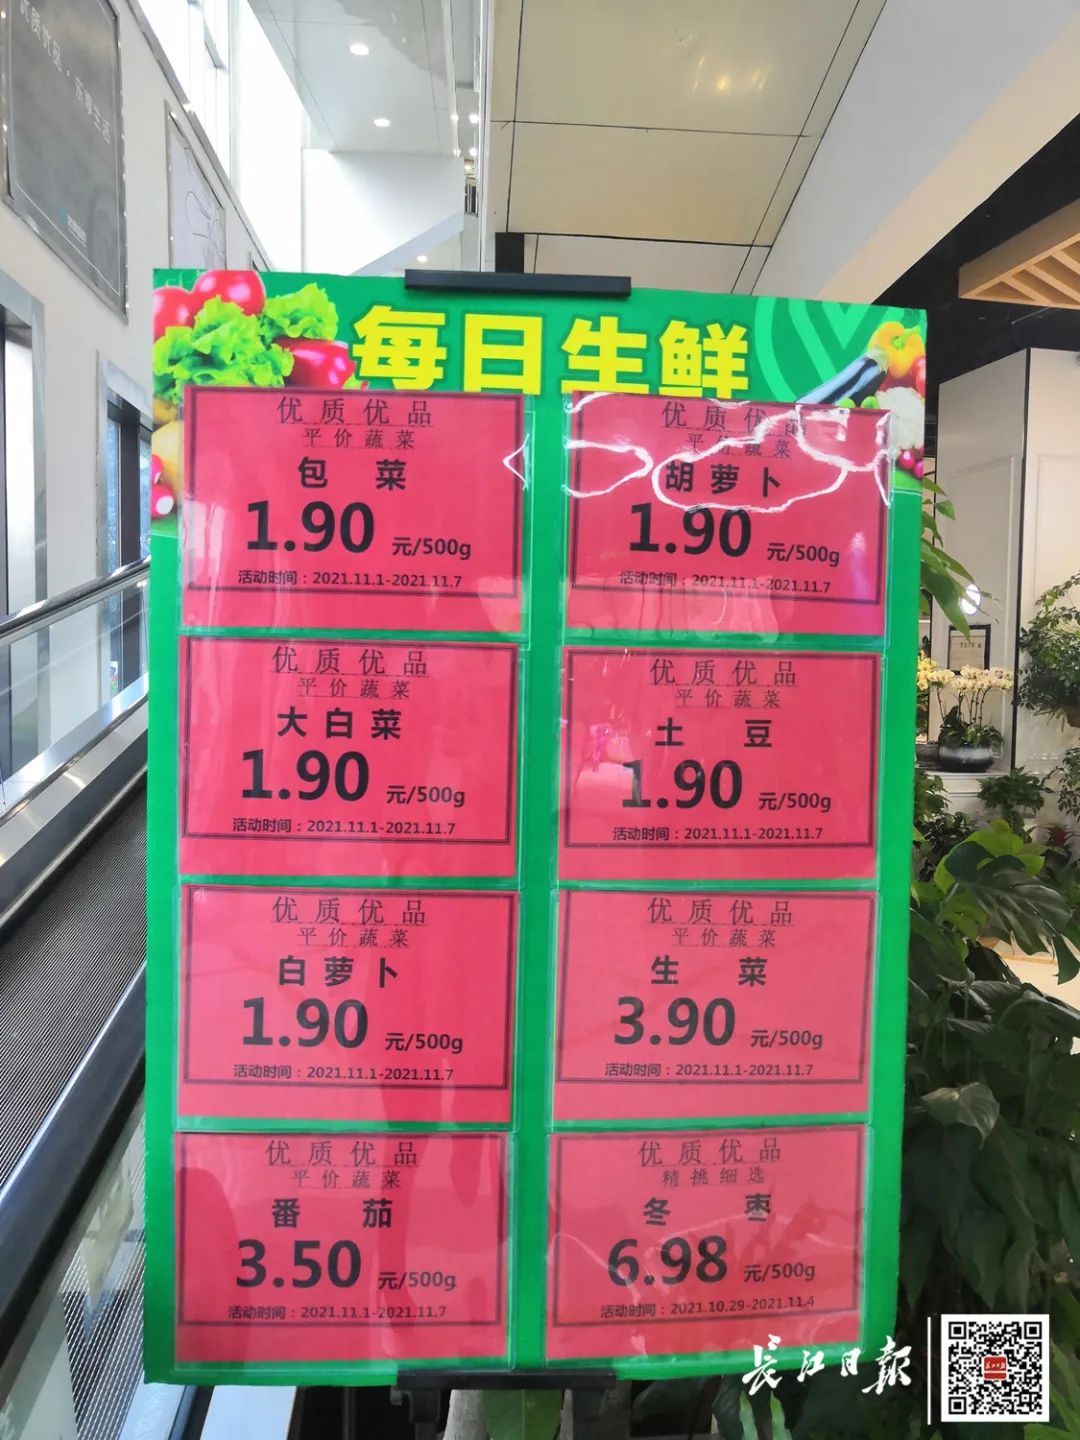 优质优品·乐享生活
每日生鲜
优质优品
平价蔬菜
包菜
1.90 元/500g
活动时间：2021.11.1-2021.11.7
优质优品
平价蔬菜
胡萝卜
1.90 元/500g
活动时间：2021.11.1-2021.11.7
优质优品
平价蔬菜
大白菜
1.90 元/500g
活动时间：2021.11.1-2021.11.7
优质优品
平价蔬菜
土豆
1.90 元/500g
活动时间：2021.11.1-2021.11.7
优质优品
平价蔬菜
白萝卜
1.90 元/500g
活动时间：2021.11.1-2021.11.7
优质优品
平价蔬菜
生菜
3.90 元/500g
活动时间：2021.11.1-2021.11.7
优质优品
平价蔬菜
番茄
3.50 元/500g
活动时间：2021.11.1-2021.11.7
优质优品
精挑细选
冬枣
6.98 元/500g
活动时间：2021.10.29-2021.11.4
长江日报